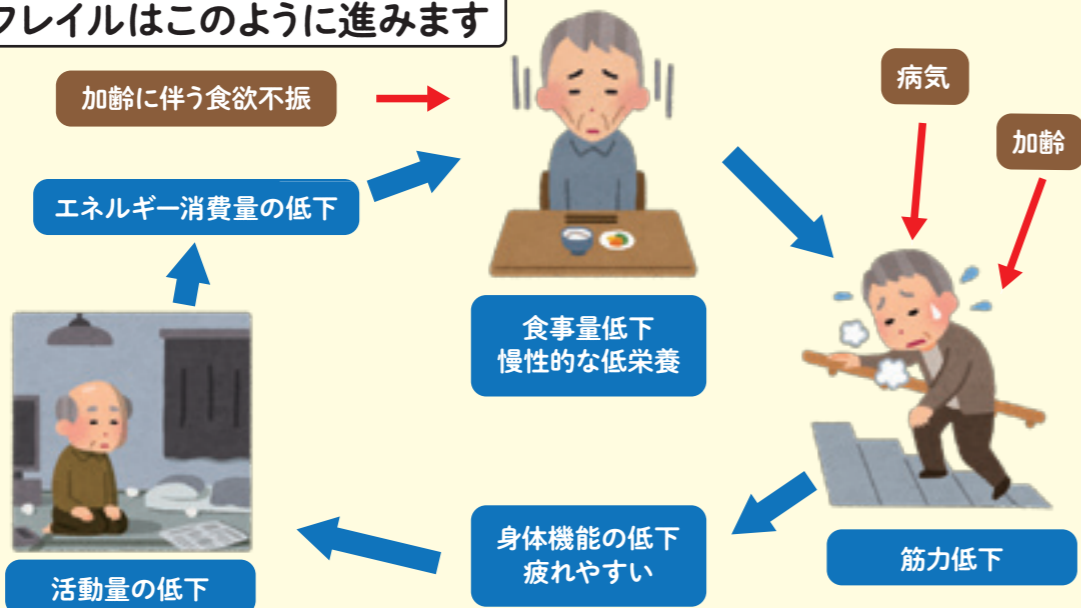 フレイルはこのように進みます
加齢に伴う食欲不振
病気
加齢
エネルギー消費量の低下
食事量低下
慢性的な低栄養
筋力低下
身体機能の低下
疲れやすい
活動量の低下